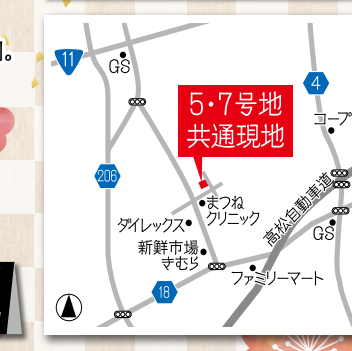 。
11
GS
4
5・7号地
共通現地
コープ
206
まつね
クリニック
ダイレックス
高松自動車道
GS
新鮮市場
きむら
ファミリーマート
18